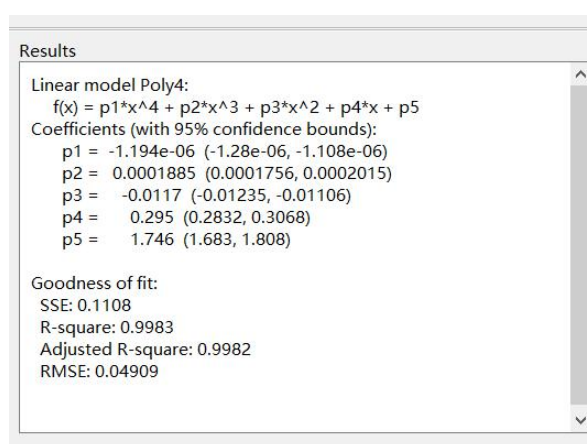 Results
Linear model Poly4:
f(x) = p1*x^4 + p2*x^3 + p3*x^2 + p4*x + p5
Coefficients (with 95% confidence bounds):
p1 = -1.194e-06 (-1.28e-06, -1.108e-06)
p2 = 0.0001885 (0.0001756, 0.0002015)
p3 = -0.0117 (-0.01235, -0.01106)
p4 = 0.295 (0.2832, 0.3068)
p5 = 1.746 (1.683, 1.808)
Goodness of fit:
SSE: 0.1108
R-square: 0.9983
Adjusted R-square: 0.9982
RMSE: 0.04909